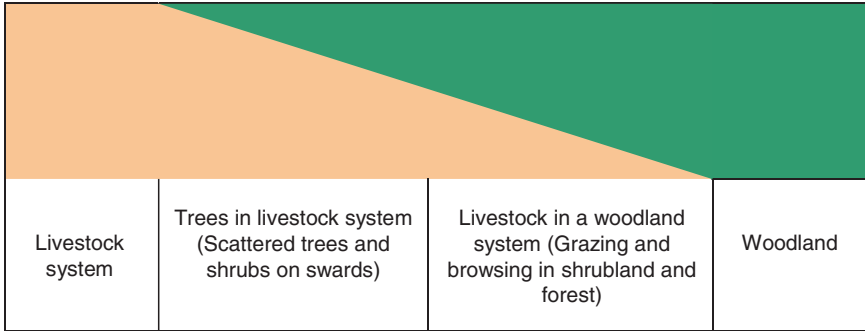 Livestock
system
Trees in livestock system
(Scattered trees and
shrubs on swards)
Livestock in a woodland
system (Grazing and
browsing in shrubland and
forest)
Woodland